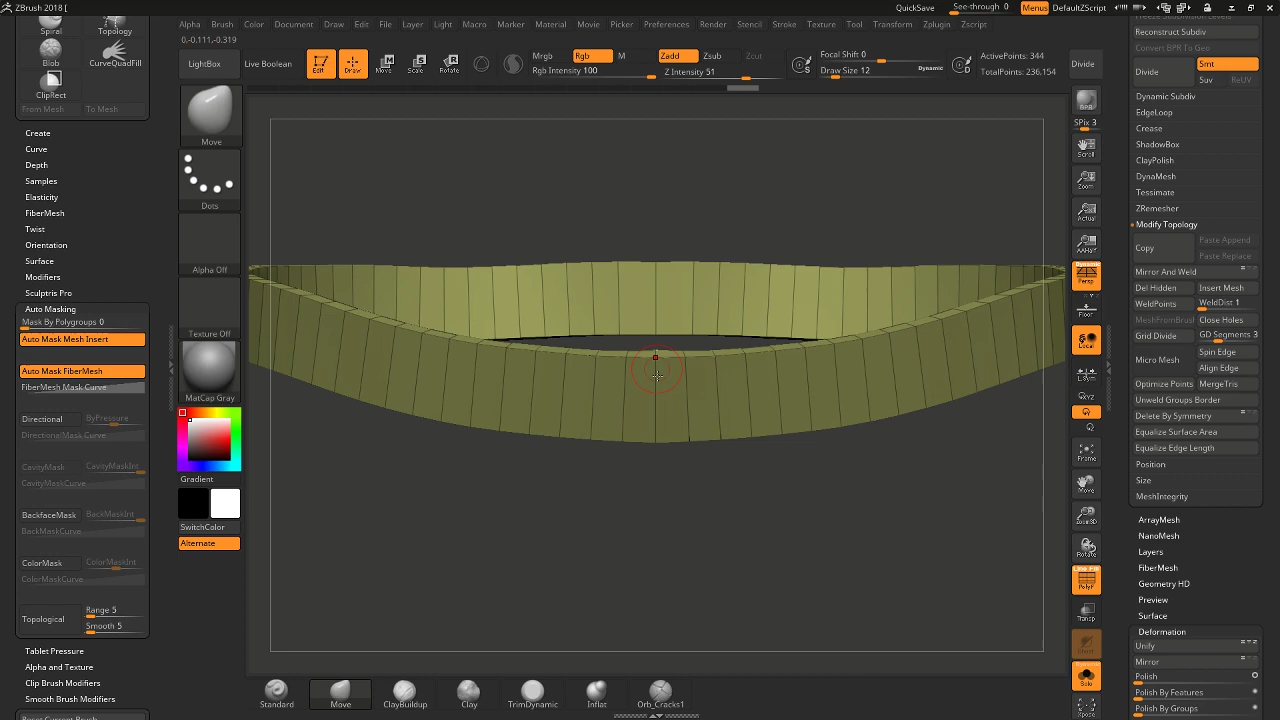 ZBrush 2018 [
QuickSave
See-through 0
Menus
DefaultZScript
Alpha
Brush
Color
Document
Draw
Edit
File
Layer
Light
Macro
Marker
Material
Movie
Picker
Preferences
Render
Stencil
Stroke
Texture
Tool
Transform
Zplugin
Zscript
0,-0.111,-0.319
Spiral
Topology
Blob
CurveQuadFill
ClipRect
From Mesh
To Mesh
Create
Curve
Depth
Samples
Elasticity
FiberMesh
Twist
Orientation
Surface
Modifiers
Sculptris Pro
Auto Masking
Mask By Polygroups 0
Auto Mask Mesh Insert
Auto Mask FiberMesh
FiberMesh Mask Curve
Directional
ByPressure
DirectionalMask Curve
CavityMask
CavityMaskInt
CavityMaskCurve
BackfaceMask
BackMaskInt
BackMaskCurve
ColorMask
ColorMaskInt
ColorMaskCurve
Topological
Range 5
Smooth 5
Tablet Pressure
Alpha and Texture
Clip Brush Modifiers
Smooth Brush Modifiers
Reset Current Brush
LightBox
Live Boolean
Edit
Draw
Move
Scale
Rotate
Mrgb
Rgb
M
Rgb Intensity 100
Zadd
Zsub
Zcut
Z Intensity 51
S
Focal Shift 0
Draw Size 12
Dynamic
D
ActivePoints: 344
TotalPoints: 236,154
Divide
Move
Dots
Alpha Off
Texture Off
MatCap Gray
Gradient
SwitchColor
Alternate
BPR
SPix 3
Scroll
Zoom
Actual
AAHalf
Dynamic
Persp
Floor
Local
L.Sym
Frame
Move
Zoom3D
Rotate
Line Fill
PolyF
Transp
Dynamic
Solo
Xpose
Freeze Subdivision Levels
Reconstruct Subdiv
Convert BPR To Geo
Divide
Smt
Suv
ReUV
Dynamic Subdiv
EdgeLoop
Crease
ShadowBox
ClayPolish
DynaMesh
Tessimate
ZRemesher
Modify Topology
Copy
Paste Append
Paste Replace
Mirror And Weld
Del Hidden
Insert Mesh
WeldPoints
WeldDist 1
MeshFromBrush
Close Holes
Grid Divide
GD Segments 3
Micro Mesh
Spin Edge
Align Edge
Optimize Points
MergeTris
Unweld Groups Border
Delete By Symmetry
Equalize Surface Area
Equalize Edge Length
Position
Size
MeshIntegrity
ArrayMesh
NanoMesh
Layers
FiberMesh
Geometry HD
Preview
Surface
Deformation
Unify
Mirror
Polish
Polish By Features
Polish By Groups
Standard
Move
ClayBuildup
Clay
TrimDynamic
Inflat
Orb_Cracks1